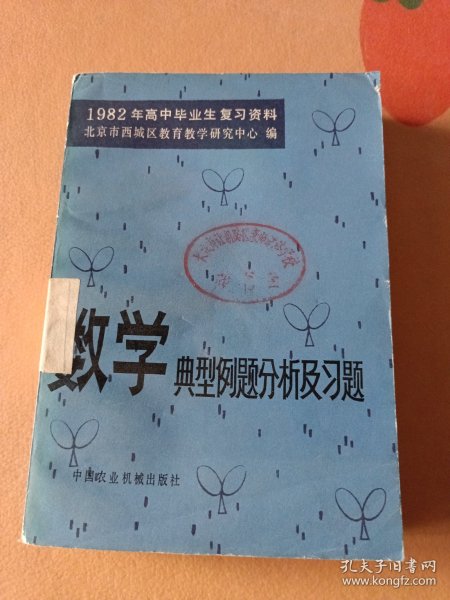 1982年高中毕业生复习资料
北京市西城区教育教学研究中心 编
数学 典型例题分析及习题
中国农业机械出版社
孔夫子旧书网
www.kongfz.com